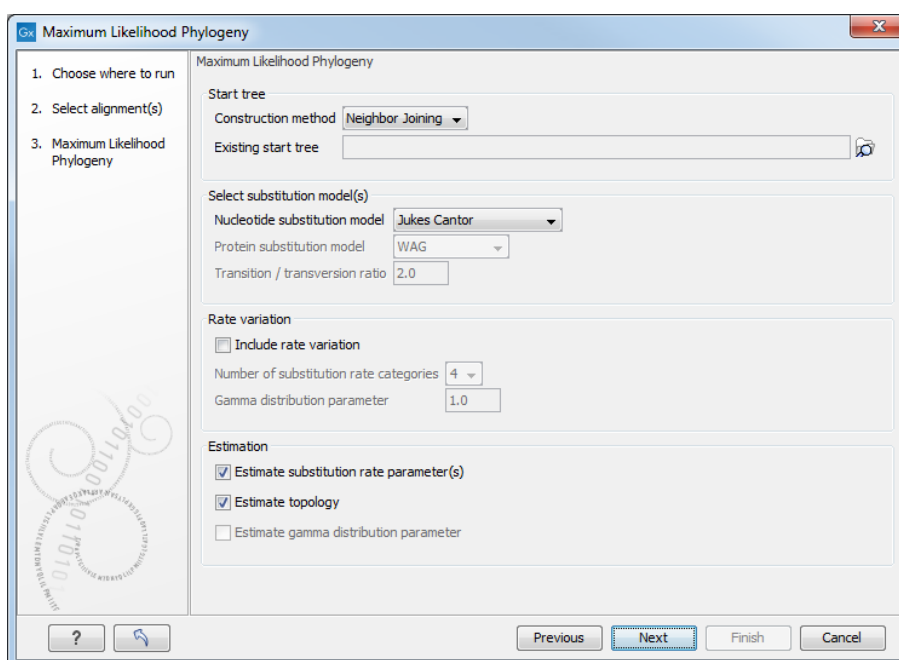 Gx Maximum Likelihood Phylogeny
X
1. Choose where to run
2. Select alignment(s)
3. Maximum Likelihood
Phylogeny
Maximum Likelihood Phylogeny
Start tree
Construction method Neighbor Joining
Existing start tree
Select substitution model(s)
Nucleotide substitution model Jukes Cantor
Protein substitution model WAG
Transition / transversion ratio 2.0
Rate variation
Include rate variation
Number of substitution rate categories 4
Gamma distribution parameter 1.0
Estimation
Estimate substitution rate parameter(s)
Estimate topology
Estimate gamma distribution parameter
? Previous Next Finish Cancel